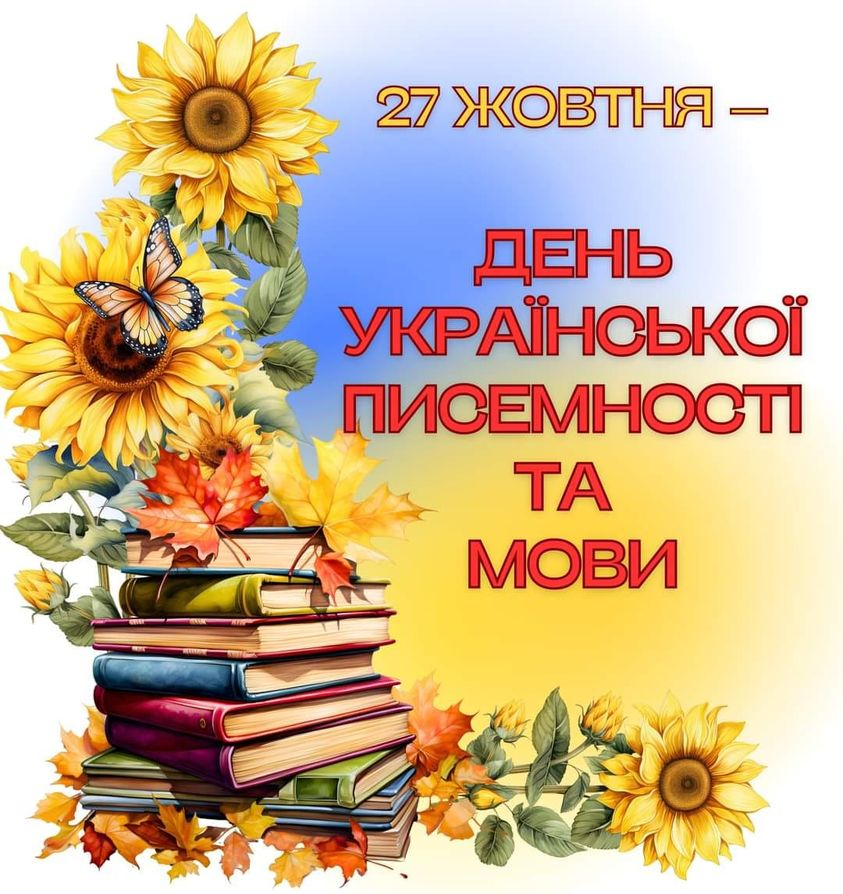 27 ЖОВТНЯ –
ДЕНЬ
УКРАЇНСЬКОЇ
ПИСЕМНОСТІ
ТА
МОВИ